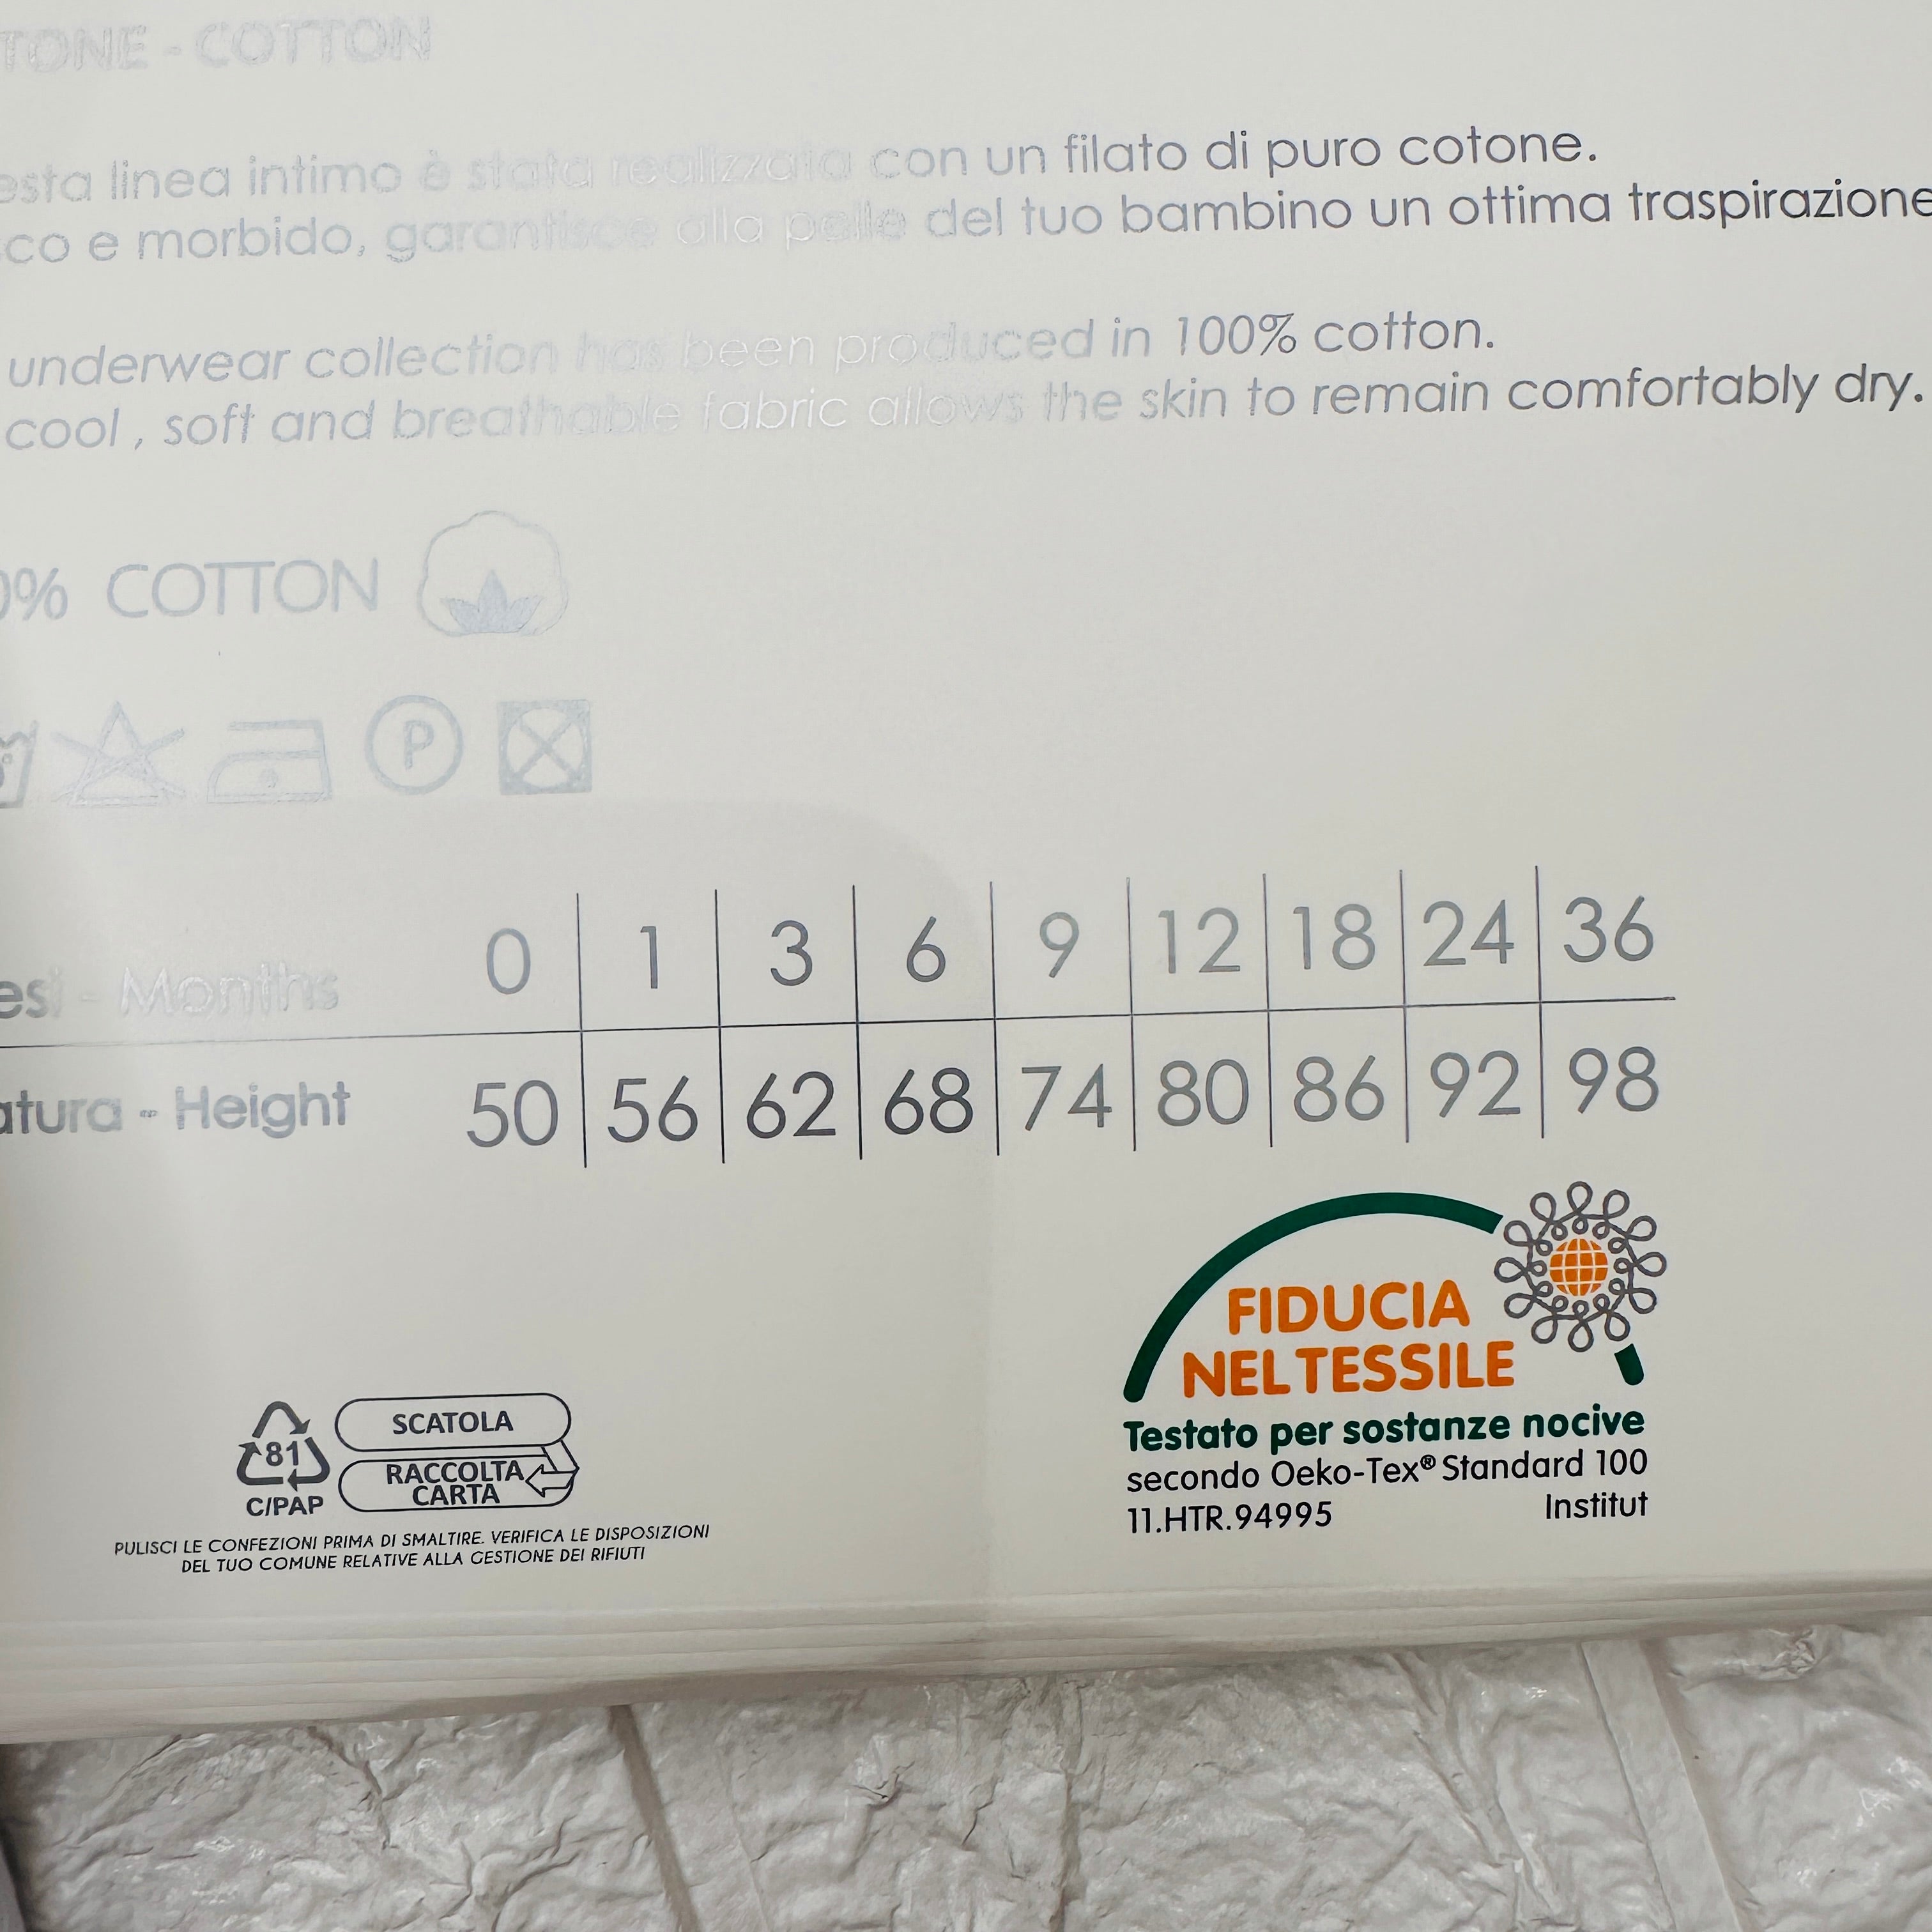 TONE - COTTON
esta linea intimo è stata realizzata con un filato di puro cotone.
co e morbido, garantisce alla pelle del tuo bambino un ottima traspirazione
underwear collection has been produced in 100% cotton.
cool , soft and breathable fabric allows the skin to remain comfortably dry.
0% COTTON
P
esi - Months 0 1 3 6 9 12 18 24 36
atura - Height 50 56 62 68 74 80 86 92 98
FIDUCIA
NEL TESSILE
Testato per sostanze nocive
secondo Oeko-Tex® Standard 100
11.HTR.94995 Institut
81
C/PAP
SCATOLA
RACCOLTA
CARTA
PULISCI LE CONFEZIONI PRIMA DI SMALTIRE. VERIFICA LE DISPOSIZIONI
DEL TUO COMUNE RELATIVE ALLA GESTIONE DEI RIFIUTI